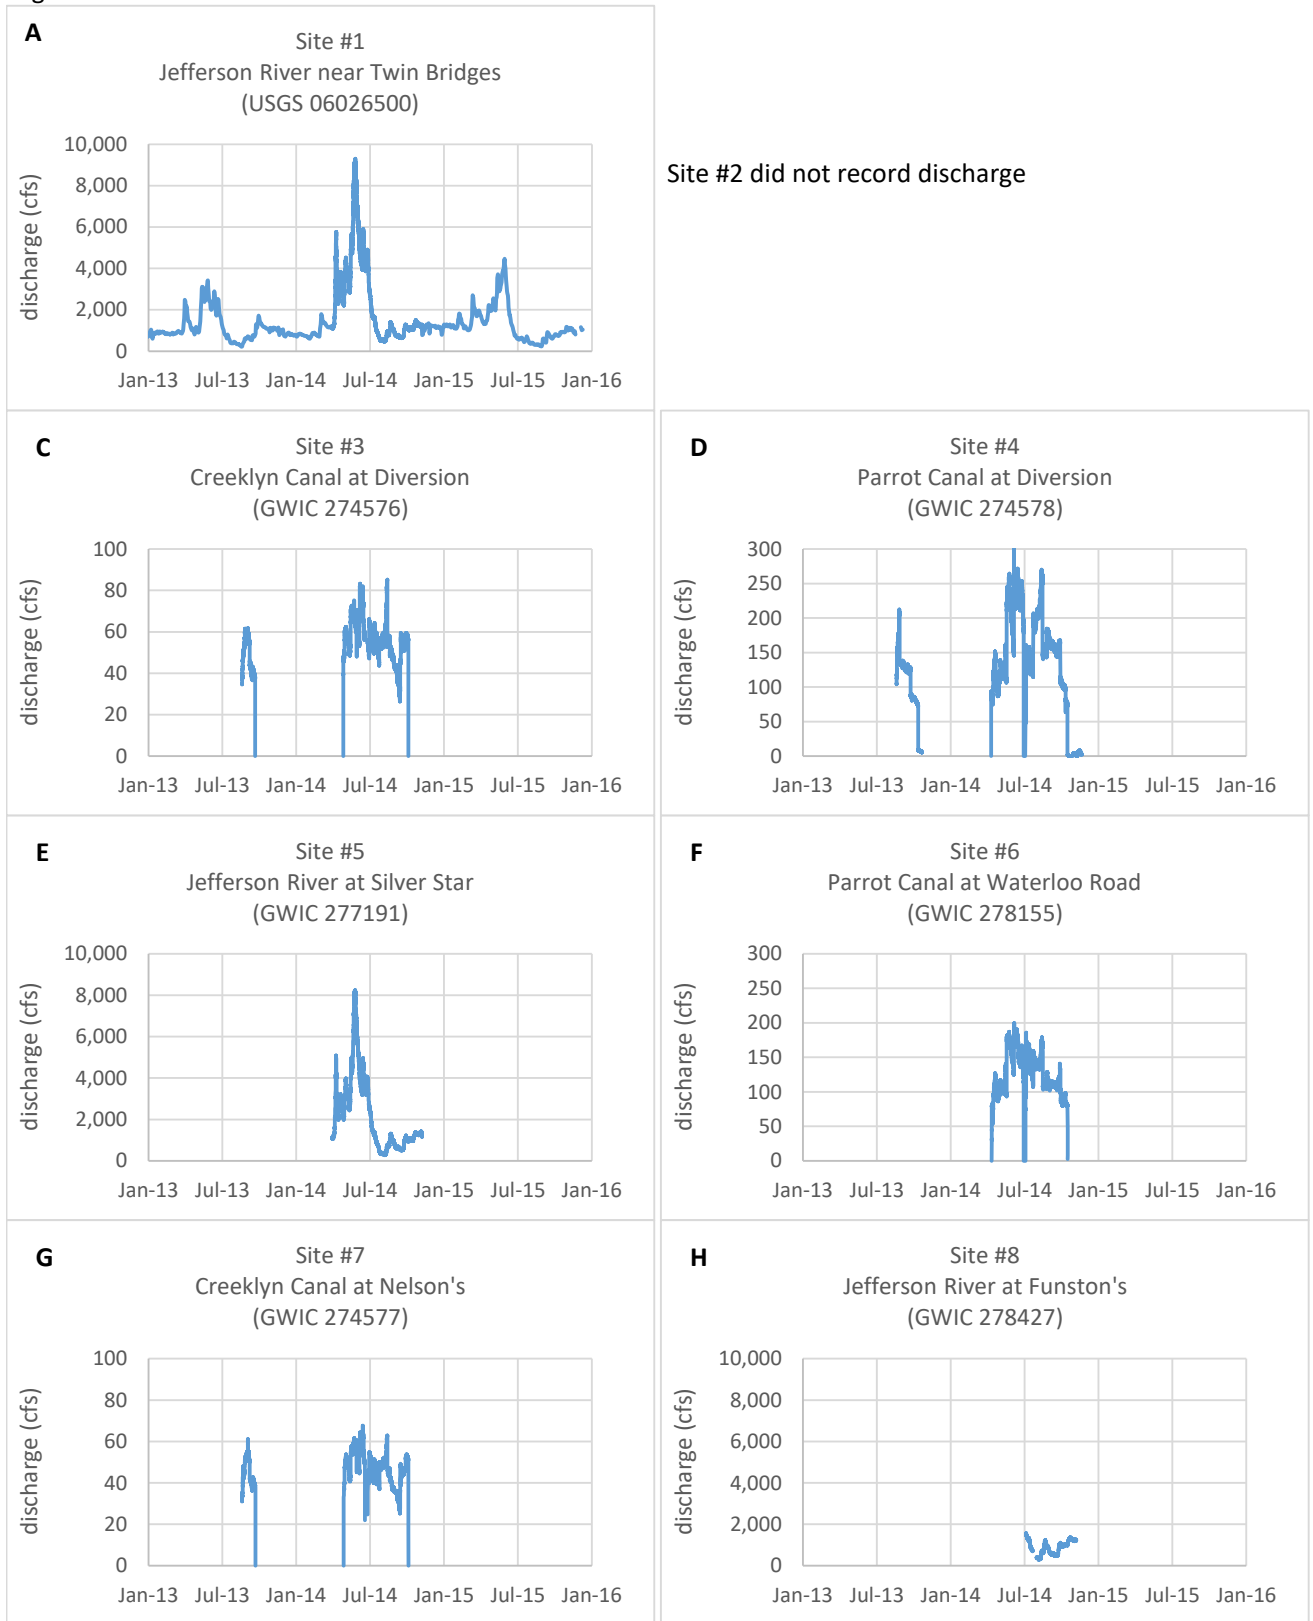 A
Site #1
Jefferson River near Twin Bridges
(USGS 06026500)
discharge (cfs)
10,000
8,000
6,000
4,000
2,000
0
Jan-13 Jul-13 Jan-14 Jul-14 Jan-15 Jul-15 Jan-16
Site #2 did not record discharge
C
Site #3
Creeklyn Canal at Diversion
(GWIC 274576)
discharge (cfs)
100
80
60
40
20
0
Jan-13 Jul-13 Jan-14 Jul-14 Jan-15 Jul-15 Jan-16
D
Site #4
Parrot Canal at Diversion
(GWIC 274578)
discharge (cfs)
300
250
200
150
100
50
0
Jan-13 Jul-13 Jan-14 Jul-14 Jan-15 Jul-15 Jan-16
E
Site #5
Jefferson River at Silver Star
(GWIC 277191)
discharge (cfs)
10,000
8,000
6,000
4,000
2,000
0
Jan-13 Jul-13 Jan-14 Jul-14 Jan-15 Jul-15 Jan-16
F
Site #6
Parrot Canal at Waterloo Road
(GWIC 278155)
discharge (cfs)
300
250
200
150
100
50
0
Jan-13 Jul-13 Jan-14 Jul-14 Jan-15 Jul-15 Jan-16
G
Site #7
Creeklyn Canal at Nelson's
(GWIC 274577)
discharge (cfs)
100
80
60
40
20
0
Jan-13 Jul-13 Jan-14 Jul-14 Jan-15 Jul-15 Jan-16
H
Site #8
Jefferson River at Funston's
(GWIC 278427)
discharge (cfs)
10,000
8,000
6,000
4,000
2,000
0
Jan-13 Jul-13 Jan-14 Jul-14 Jan-15 Jul-15 Jan-16